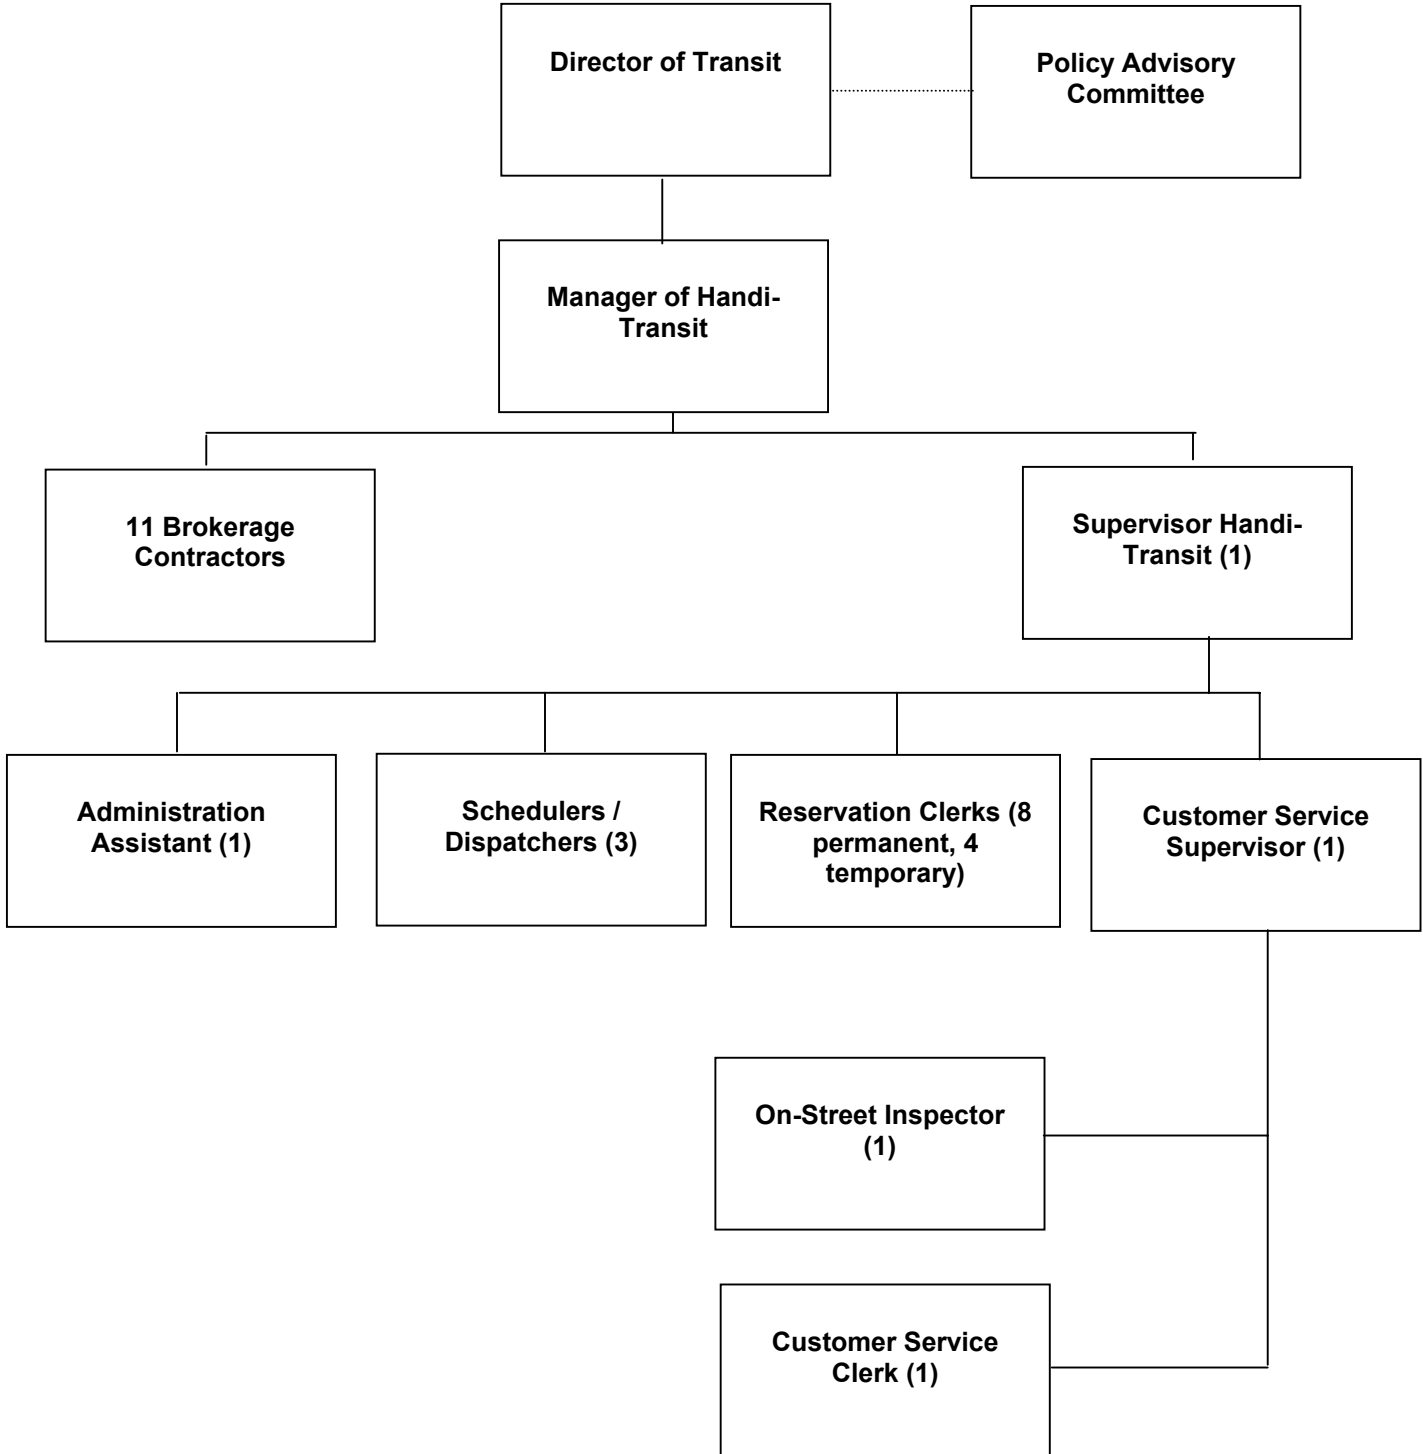 Director of Transit
Policy Advisory
Committee
Manager of Handi-
Transit
11 Brokerage
Contractors
Supervisor Handi-
Transit (1)
Administration
Assistant (1)
Schedulers /
Dispatchers (3)
Reservation Clerks (8
permanent, 4
temporary)
Customer Service
Supervisor (1)
On-Street Inspector
(1)
Customer Service
Clerk (1)